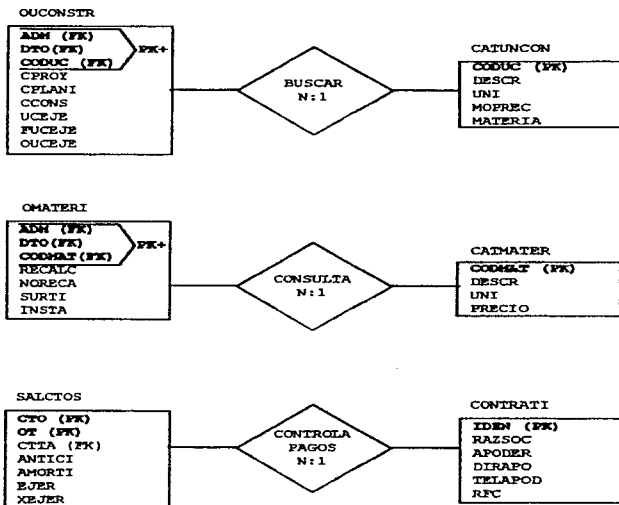 OUCONSTR
ADM (FK)
DTO(FK)
CODUC (FK)
PK+
CPROY
CPLANI
CCONS
UCEJE
FUCEJE
OUCEJE
BUSCAR
N:1
CATUNCON
CODUC (PK)
DESCR
UNI
MOPREC
MATERIA
OMATERI
ADM (FK)
DTO(FK)
CODMAT(FK)
PK+
RECALC
NORECA
SURTI
INSTA
CONSULTA
N:1
CATMATER
CODMAT (PK)
DESCR
UNI
PRECIO
SALCTOS
CTO (PK)
OT (PK)
CTTA (FK)
ANTICI
AMORTI
EJER
XEJER
CONTROLA
PAGOS
N:1
CONTRATI
IDEN (PK)
RAZSOC
APODER
DIRAPO
TELAPOD
RFC